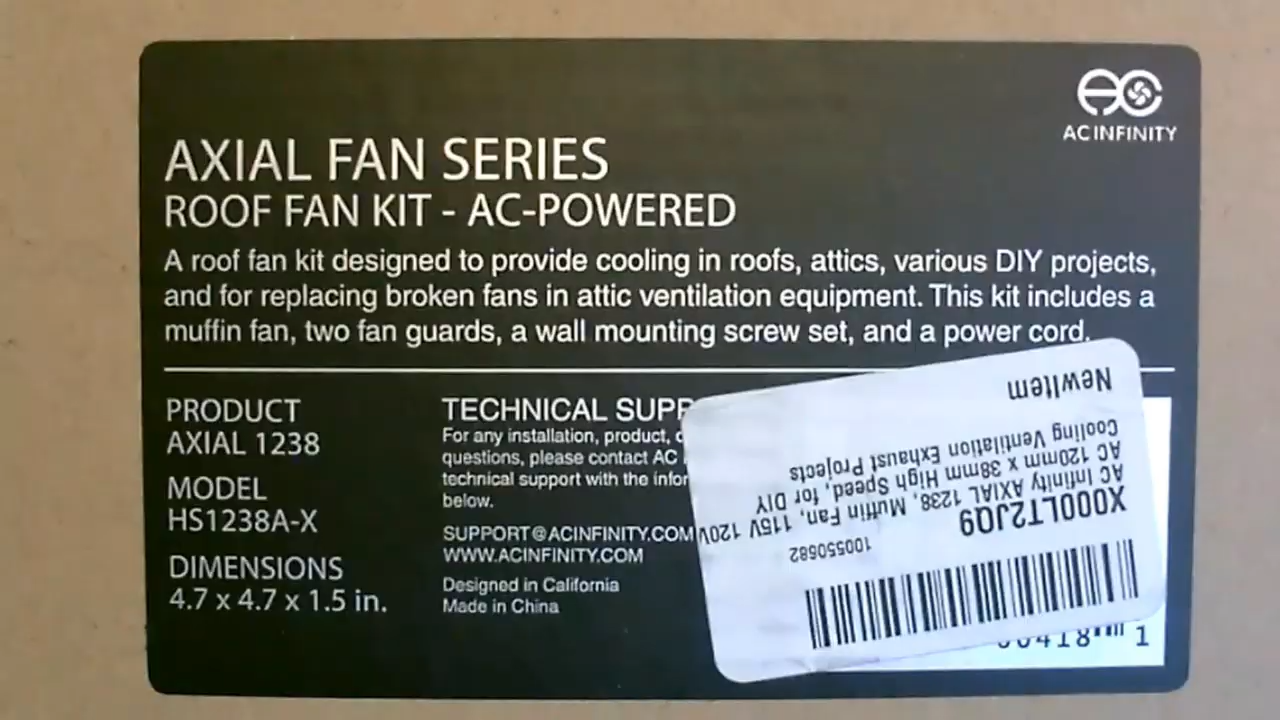 AC INFINITY
AXIAL FAN SERIES
ROOF FAN KIT - AC-POWERED
A roof fan kit designed to provide cooling in roofs, attics, various DIY projects,
and for replacing broken fans in attic ventilation equipment. This kit includes a
muffin fan, two fan guards, a wall mounting screw set, and a power cord.
PRODUCT
AXIAL 1238
MODEL
HS1238A-X
DIMENSIONS
4.7 x 4.7 x 1.5 in.
TECHNICAL SUPP
For any installation, product, o
questions, please contact AC
technical support with the infor
below.
SUPPORT@ACINFINITY.COM
WWW.ACINFINITY.COM
Designed in California
Made in China
100550682
X000LT2JQ9
AC Infinity AXIAL 1238, Muffin Fan, 115V 120V
AC 120mm x 38mm High Speed, for DIY
Cooling Ventilation Exhaust Projects
NewItem
1